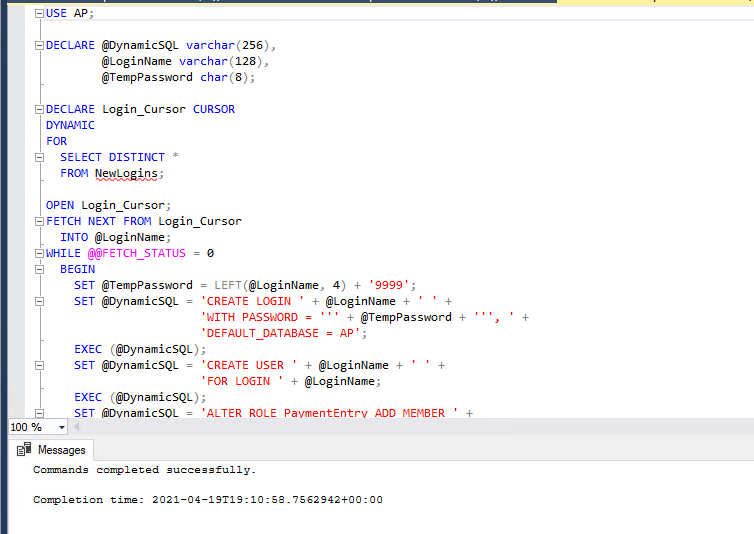 USE AP;
DECLARE @DynamicSQL varchar(256),
@LoginName varchar(128),
@TempPassword char(8);
DECLARE Login_Cursor CURSOR
DYNAMIC
FOR
SELECT DISTINCT *
FROM NewLogins;
OPEN Login_Cursor;
FETCH NEXT FROM Login_Cursor
INTO @LoginName;
WHILE @@FETCH_STATUS = 0
BEGIN
SET @TempPassword = LEFT(@LoginName, 4) + '9999';
SET @DynamicSQL = 'CREATE LOGIN ' + @LoginName + ' ' +
'WITH PASSWORD = ''' + @TempPassword + ''', ' +
'DEFAULT_DATABASE = AP';
EXEC (@DynamicSQL);
SET @DynamicSQL = 'CREATE USER ' + @LoginName + ' ' +
'FOR LOGIN ' + @LoginName;
EXEC (@DynamicSQL);
SET @DynamicSQL = 'ALTER ROLE PaymentEntry ADD MEMBER ' +
100 %
Messages
Commands completed successfully.
Completion time: 2021-04-19T19:10:58.7562942+00:00